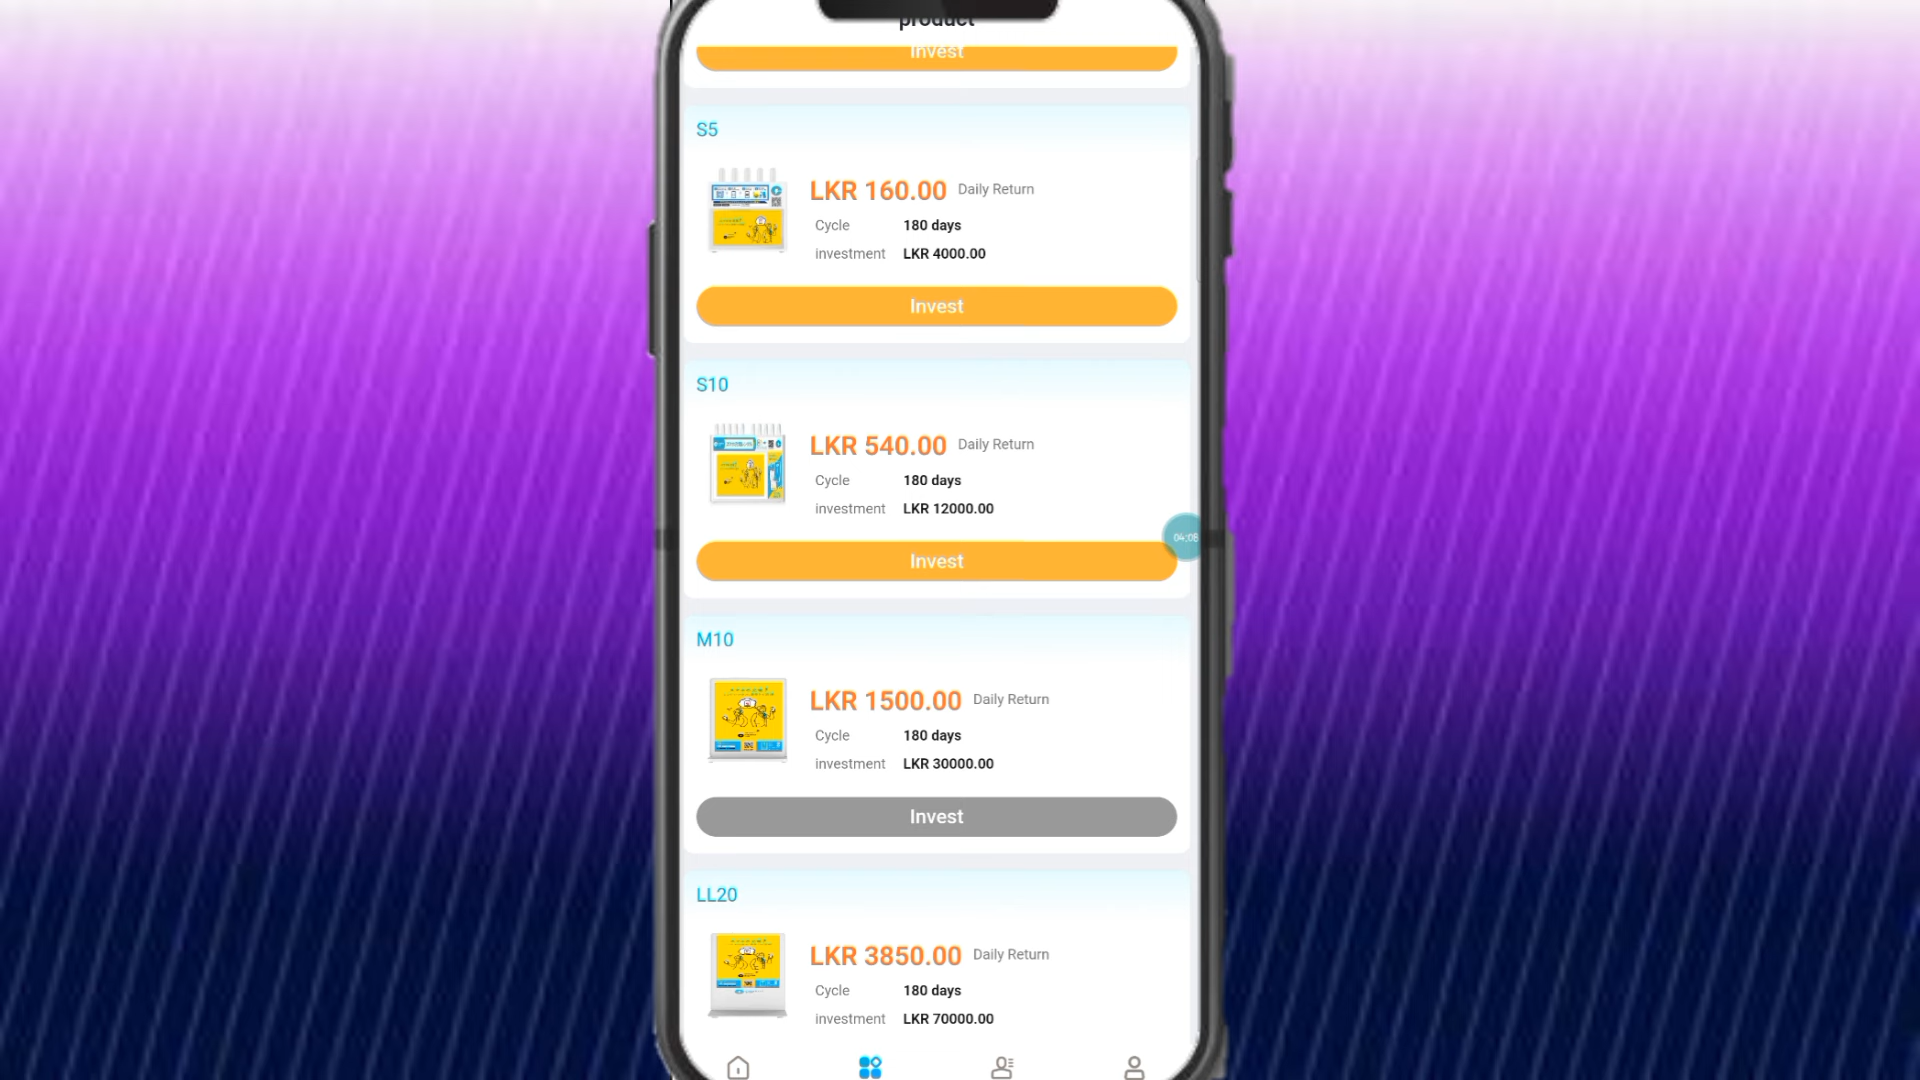 product
Invest
S5
LKR 160.00 Daily Return
Cycle 180 days
investment LKR 4000.00
Invest
S10
LKR 540.00 Daily Return
Cycle 180 days
investment LKR 12000.00
04:08
Invest
M10
LKR 1500.00 Daily Return
Cycle 180 days
investment LKR 30000.00
Invest
LL20
LKR 3850.00 Daily Return
Cycle 180 days
investment LKR 70000.00